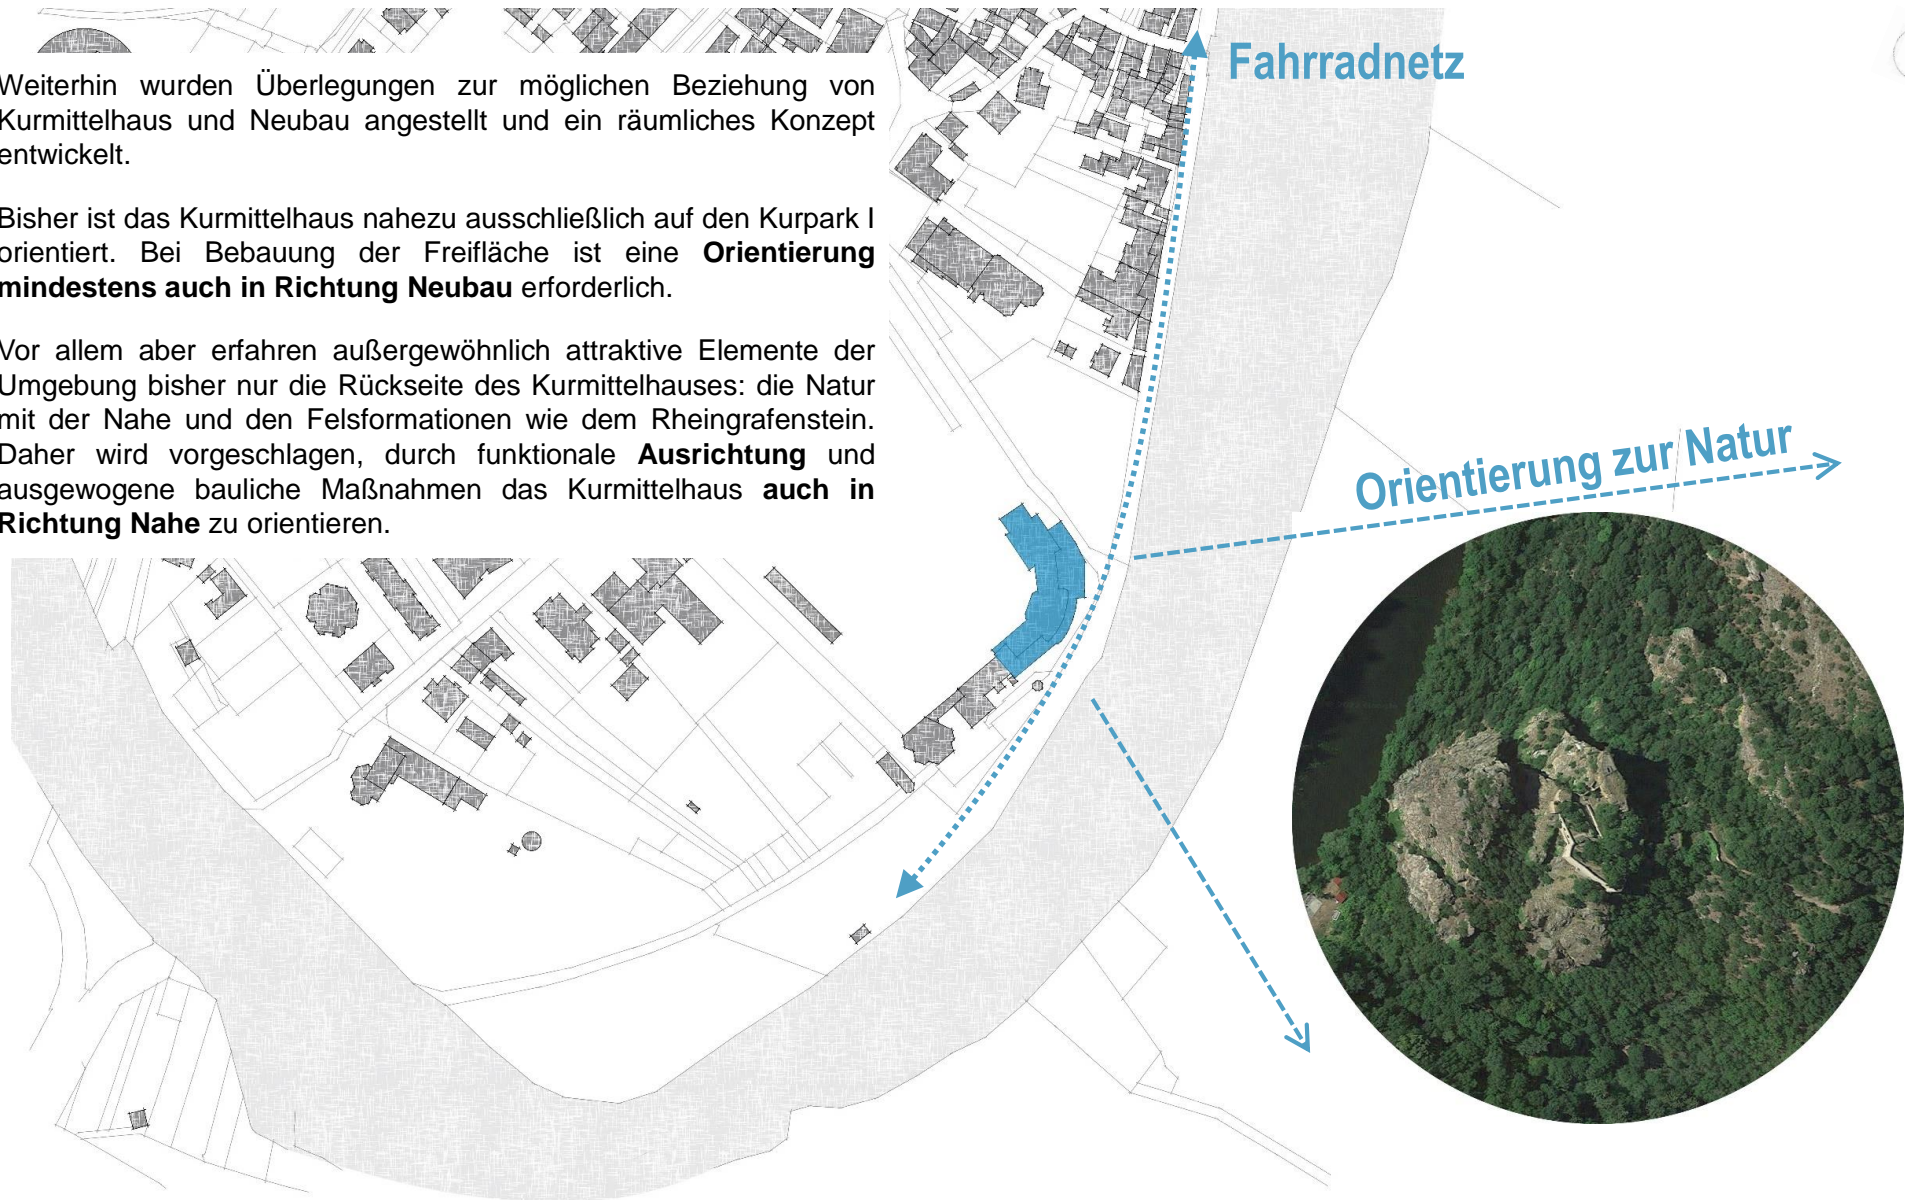 Weiterhin wurden Überlegungen zur möglichen Beziehung von
Kurmittelhaus und Neubau angestellt und ein räumliches Konzept
entwickelt.
Bisher ist das Kurmittelhaus nahezu ausschließlich auf den Kurpark I
orientiert. Bei Bebauung der Freifläche ist eine Orientierung
mindestens auch in Richtung Neubau erforderlich.
Vor allem aber erfahren außergewöhnlich attraktive Elemente der
Umgebung bisher nur die Rückseite des Kurmittelhauses: die Natur
mit der Nahe und den Felsformationen wie dem Rheingrafenstein.
Daher wird vorgeschlagen, durch funktionale Ausrichtung und
ausgewogene bauliche Maßnahmen das Kurmittelhaus auch in
Richtung Nahe zu orientieren.
Fahrradnetz
Orientierung zur Natur